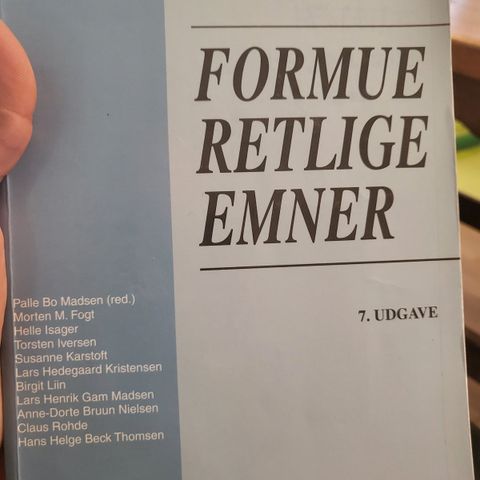 FORMUE
RETLIGE
EMNER
7. UDGAVE
Palle Bo Madsen (red.)
Morten M. Fogt
Helle Isager
Torsten Iversen
Susanne Karstoft
Lars Hedegaard Kristensen
Birgit Liin
Lars Henrik Gam Madsen
Anne-Dorte Bruun Nielsen
Claus Rohde
Hans Helge Beck Thomsen